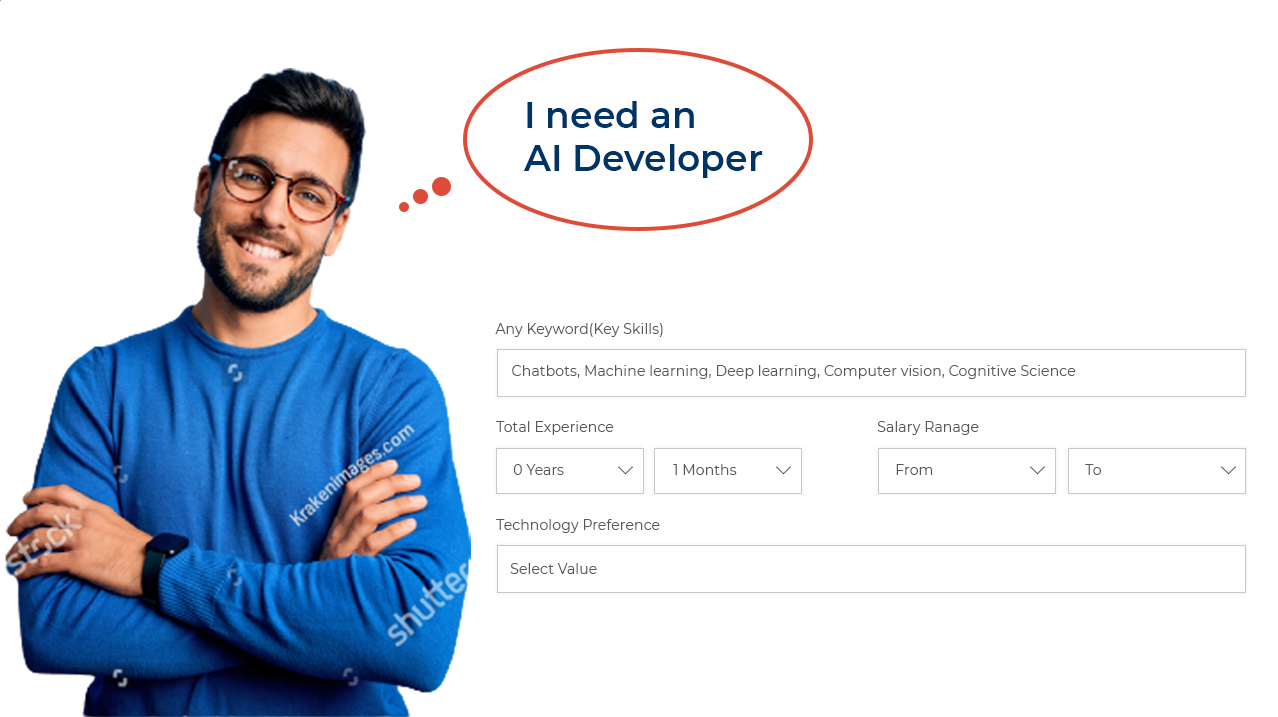 I need an
AI Developer
Any Keyword(Key Skills)
Chatbots, Machine learning, Deep learning, Computer vision, Cognitive Science
Total Experience
Salary Ranage
0 Years
1 Months
From
To
Technology Preference
Select Value
Krakenimages.com
stock
shutter